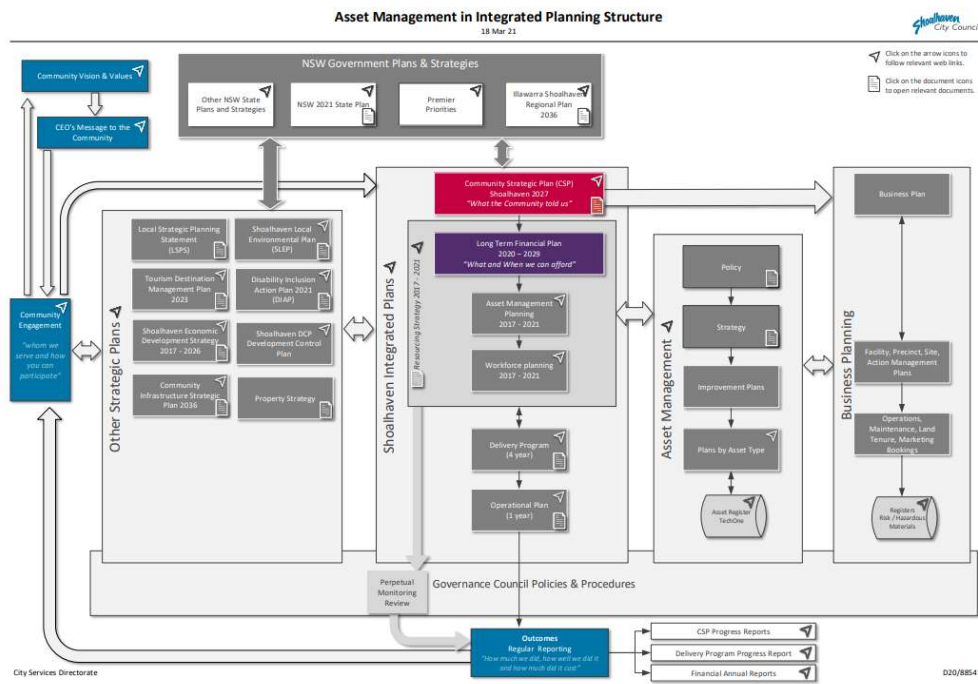 Asset Management in Integrated Planning Structure
18 Mar 21
Shoalhaven
City Council
Click on the arrow icons to
follow relevant web links.
Click on the document icons
to open relevant documents.
Community Vision & Values
CEO's Message to the
Community
NSW Government Plans & Strategies
Other NSW State
Plans and Strategies
NSW 2021 State Plan
Premier
Priorities
Illawarra Shoalhaven
Regional Plan
2036
Community
Engagement
"whom we
serve and how
you can
participate"
Other Strategic Plans
Local Strategic Planning
Statement
(LSPS)
Shoalhaven Local
Environmental Plan
(SLEP)
Tourism Destination
Management Plan
2023
Disability Inclusion
Action Plan 2021
(DIAP)
Shoalhaven Economic
Development Strategy
2017 - 2026
Shoalhaven DCP
Development Control
Plan
Community
Infrastructure Strategic
Plan 2036
Property Strategy
Shoalhaven Integrated Plans
Community Strategic Plan (CSP)
Shoalhaven 2027
"What the Community told us"
Resourcing Strategy 2017 - 2021
Long Term Financial Plan
2020 – 2029
"What and When we can afford"
Asset Management
Planning
2017 - 2021
Workforce planning
2017 - 2021
Delivery Program
(4 year)
Operational Plan
(1 year)
Asset Management
Policy
Strategy
Improvement Plans
Plans by Asset Type
Asset Register
TechOne
Business Planning
Business Plan
Facility, Precinct, Site,
Action Management
Plans
Operations,
Maintenance, Land
Tenure, Marketing
Bookings
Registers
Risk / Hazardous
Materials
Governance Council Policies & Procedures
Perpetual
Monitoring
Review
Outcomes
Regular Reporting
"How much we did, how well we did it
and how much did it cost"
CSP Progress Reports
Delivery Program Progress Report
Financial Annual Reports
City Services Directorate
D20/8854